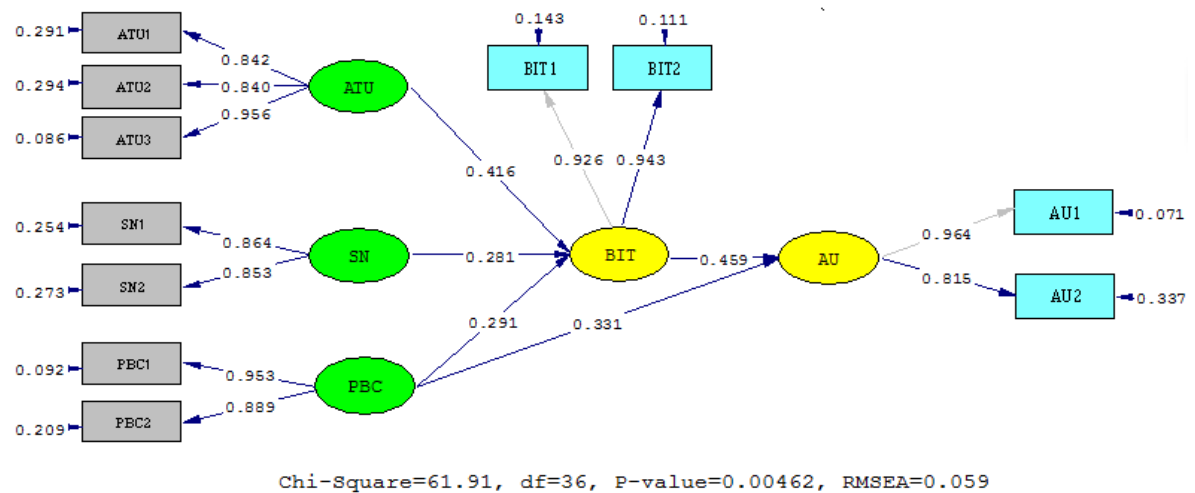 0.143 0.111
0.291 ATU1
0.842
BIT1 BIT2
0.294 ATU2 0.840 ATU
0.956
0.086 ATU3
0.926 0.943
0.416
0.254 SN1
0.864
AU1 0.071
0.964
SN 0.281 BIT 0.459 AU
0.853
0.815
0.273 SN2
AU2 0.337
0.291 0.331
0.092 PBC1
0.953
PBC
0.889
0.209 PBC2
Chi-Square=61.91, df=36, P-value=0.00462, RMSEA=0.059